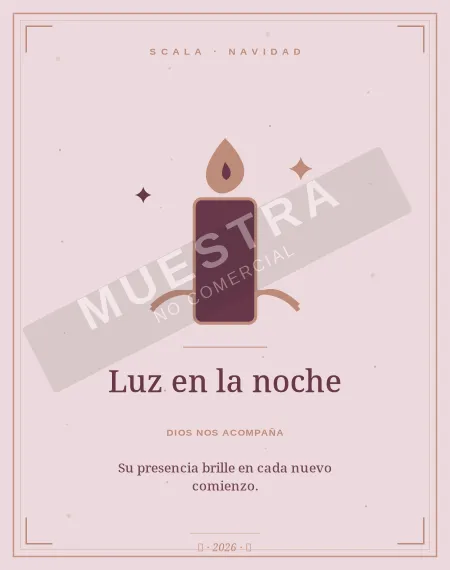 SCALA · NAVIDAD
MUESTRA
NO COMERCIAL
Luz en la noche
DIOS NOS ACOMPAÑA
Su presencia brille en cada nuevo
comienzo.
· 2026 ·